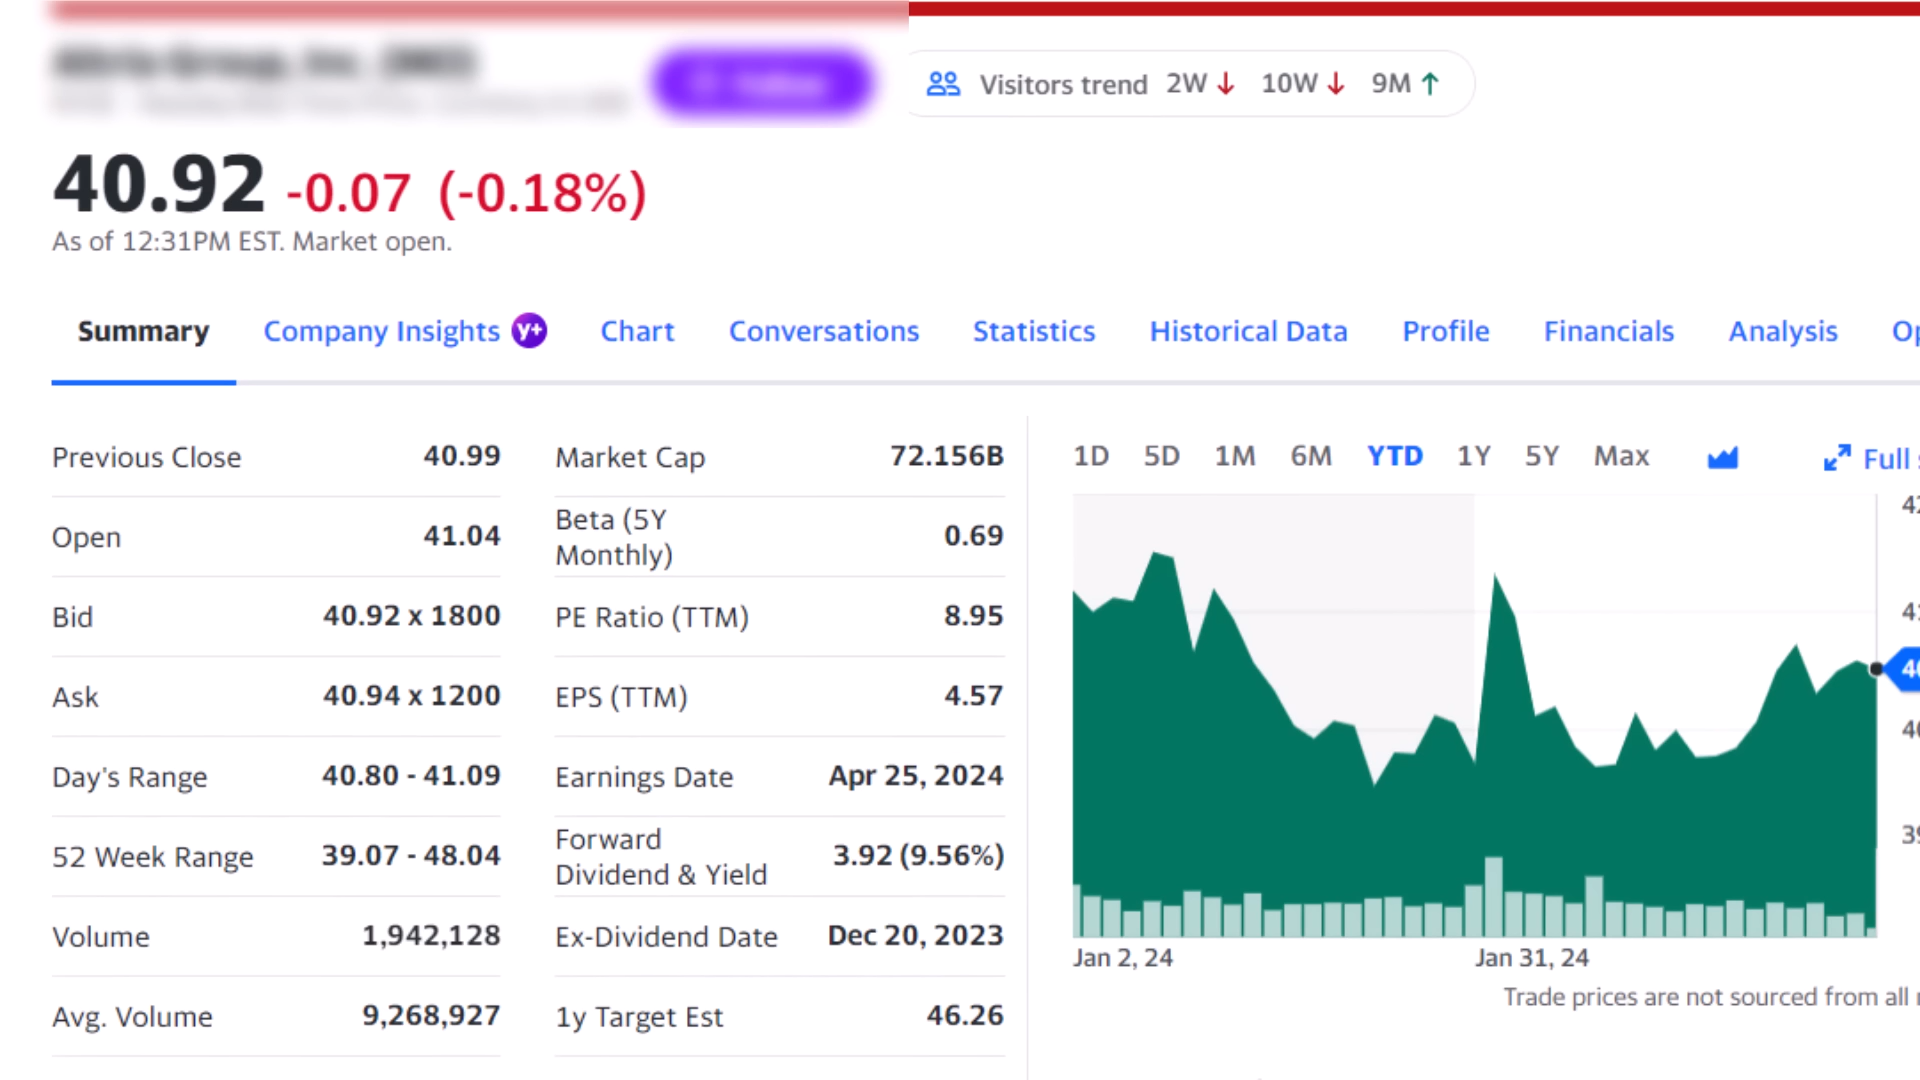 Visitors trend 2W ↓ 10W ↓ 9M ↑
40.92 -0.07 (-0.18%)
As of 12:31PM EST. Market open.
Summary Company Insights y+ Chart Conversations Statistics Historical Data Profile Financials Analysis
Previous Close 40.99
Open 41.04
Bid 40.92 x 1800
Ask 40.94 x 1200
Day's Range 40.80 - 41.09
52 Week Range 39.07 - 48.04
Volume 1,942,128
Avg. Volume 9,268,927
Market Cap 72.156B
Beta (5Y
Monthly) 0.69
PE Ratio (TTM) 8.95
EPS (TTM) 4.57
Earnings Date Apr 25, 2024
Forward
Dividend & Yield 3.92 (9.56%)
Ex-Dividend Date Dec 20, 2023
1y Target Est 46.26
1D 5D 1M 6M YTD 1Y 5Y Max Full
Jan 2, 24 Jan 31, 24
Trade prices are not sourced from all